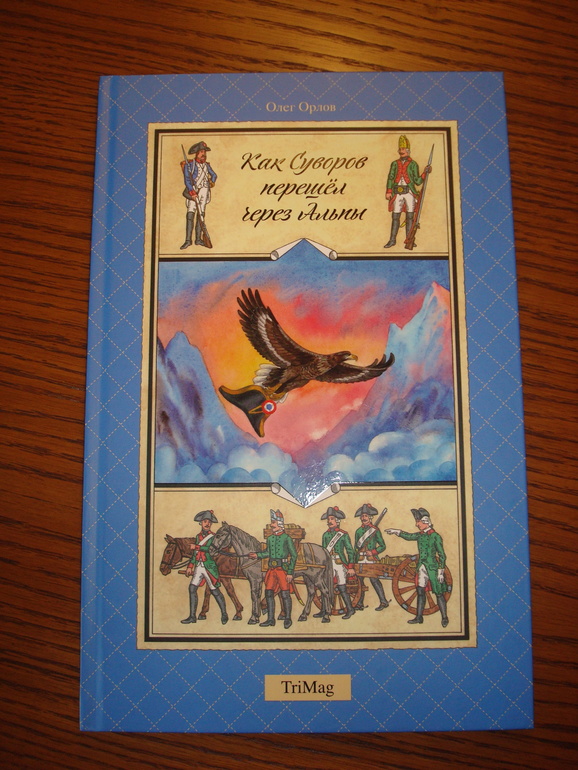 Олег Орлов
Как Суворов
перешёл
через Альпы
TriMag